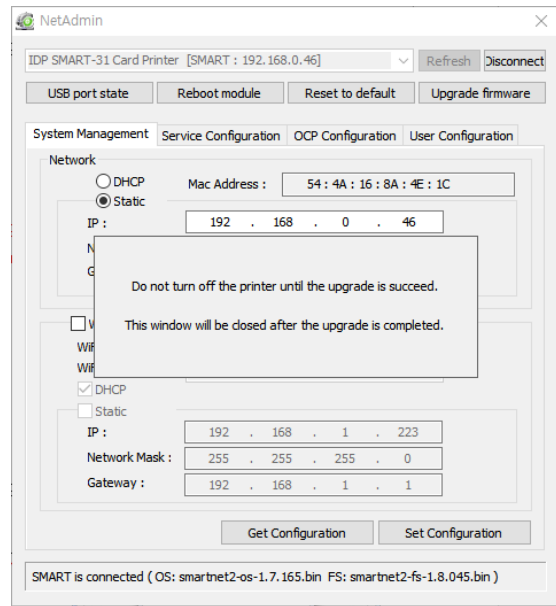 NetAdmin
IDP SMART-31 Card Printer [SMART : 192.168.0.46] Refresh Disconnect
USB port state Reboot module Reset to default Upgrade firmware
System Management Service Configuration OCP Configuration User Configuration
Network
DHCP Mac Address : 54 : 4A : 16 : 8A : 4E : 1C
Static
IP : 192 . 168 . 0 . 46
Do not turn off the printer until the upgrade is succeed.
This window will be closed after the upgrade is completed.
DHCP
Static
IP : 192 . 168 . 1 . 223
Network Mask : 255 . 255 . 255 . 0
Gateway : 192 . 168 . 1 . 1
Get Configuration Set Configuration
SMART is connected ( OS: smartnet2-os-1.7.165.bin FS: smartnet2-fs-1.8.045.bin )